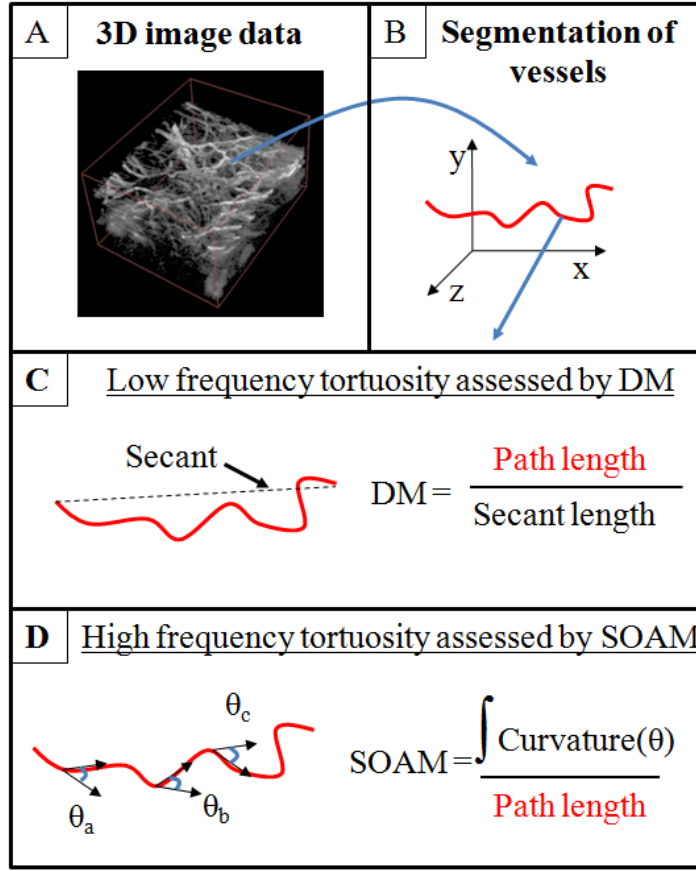 A
3D image data
B
Segmentation of
vessels
y
x
z
C
Low frequency tortuosity assessed by DM
Secant
DM =
Path length
Secant length
D
High frequency tortuosity assessed by SOAM
θa
θb
θc
SOAM =
∫ Curvature(θ)
Path length